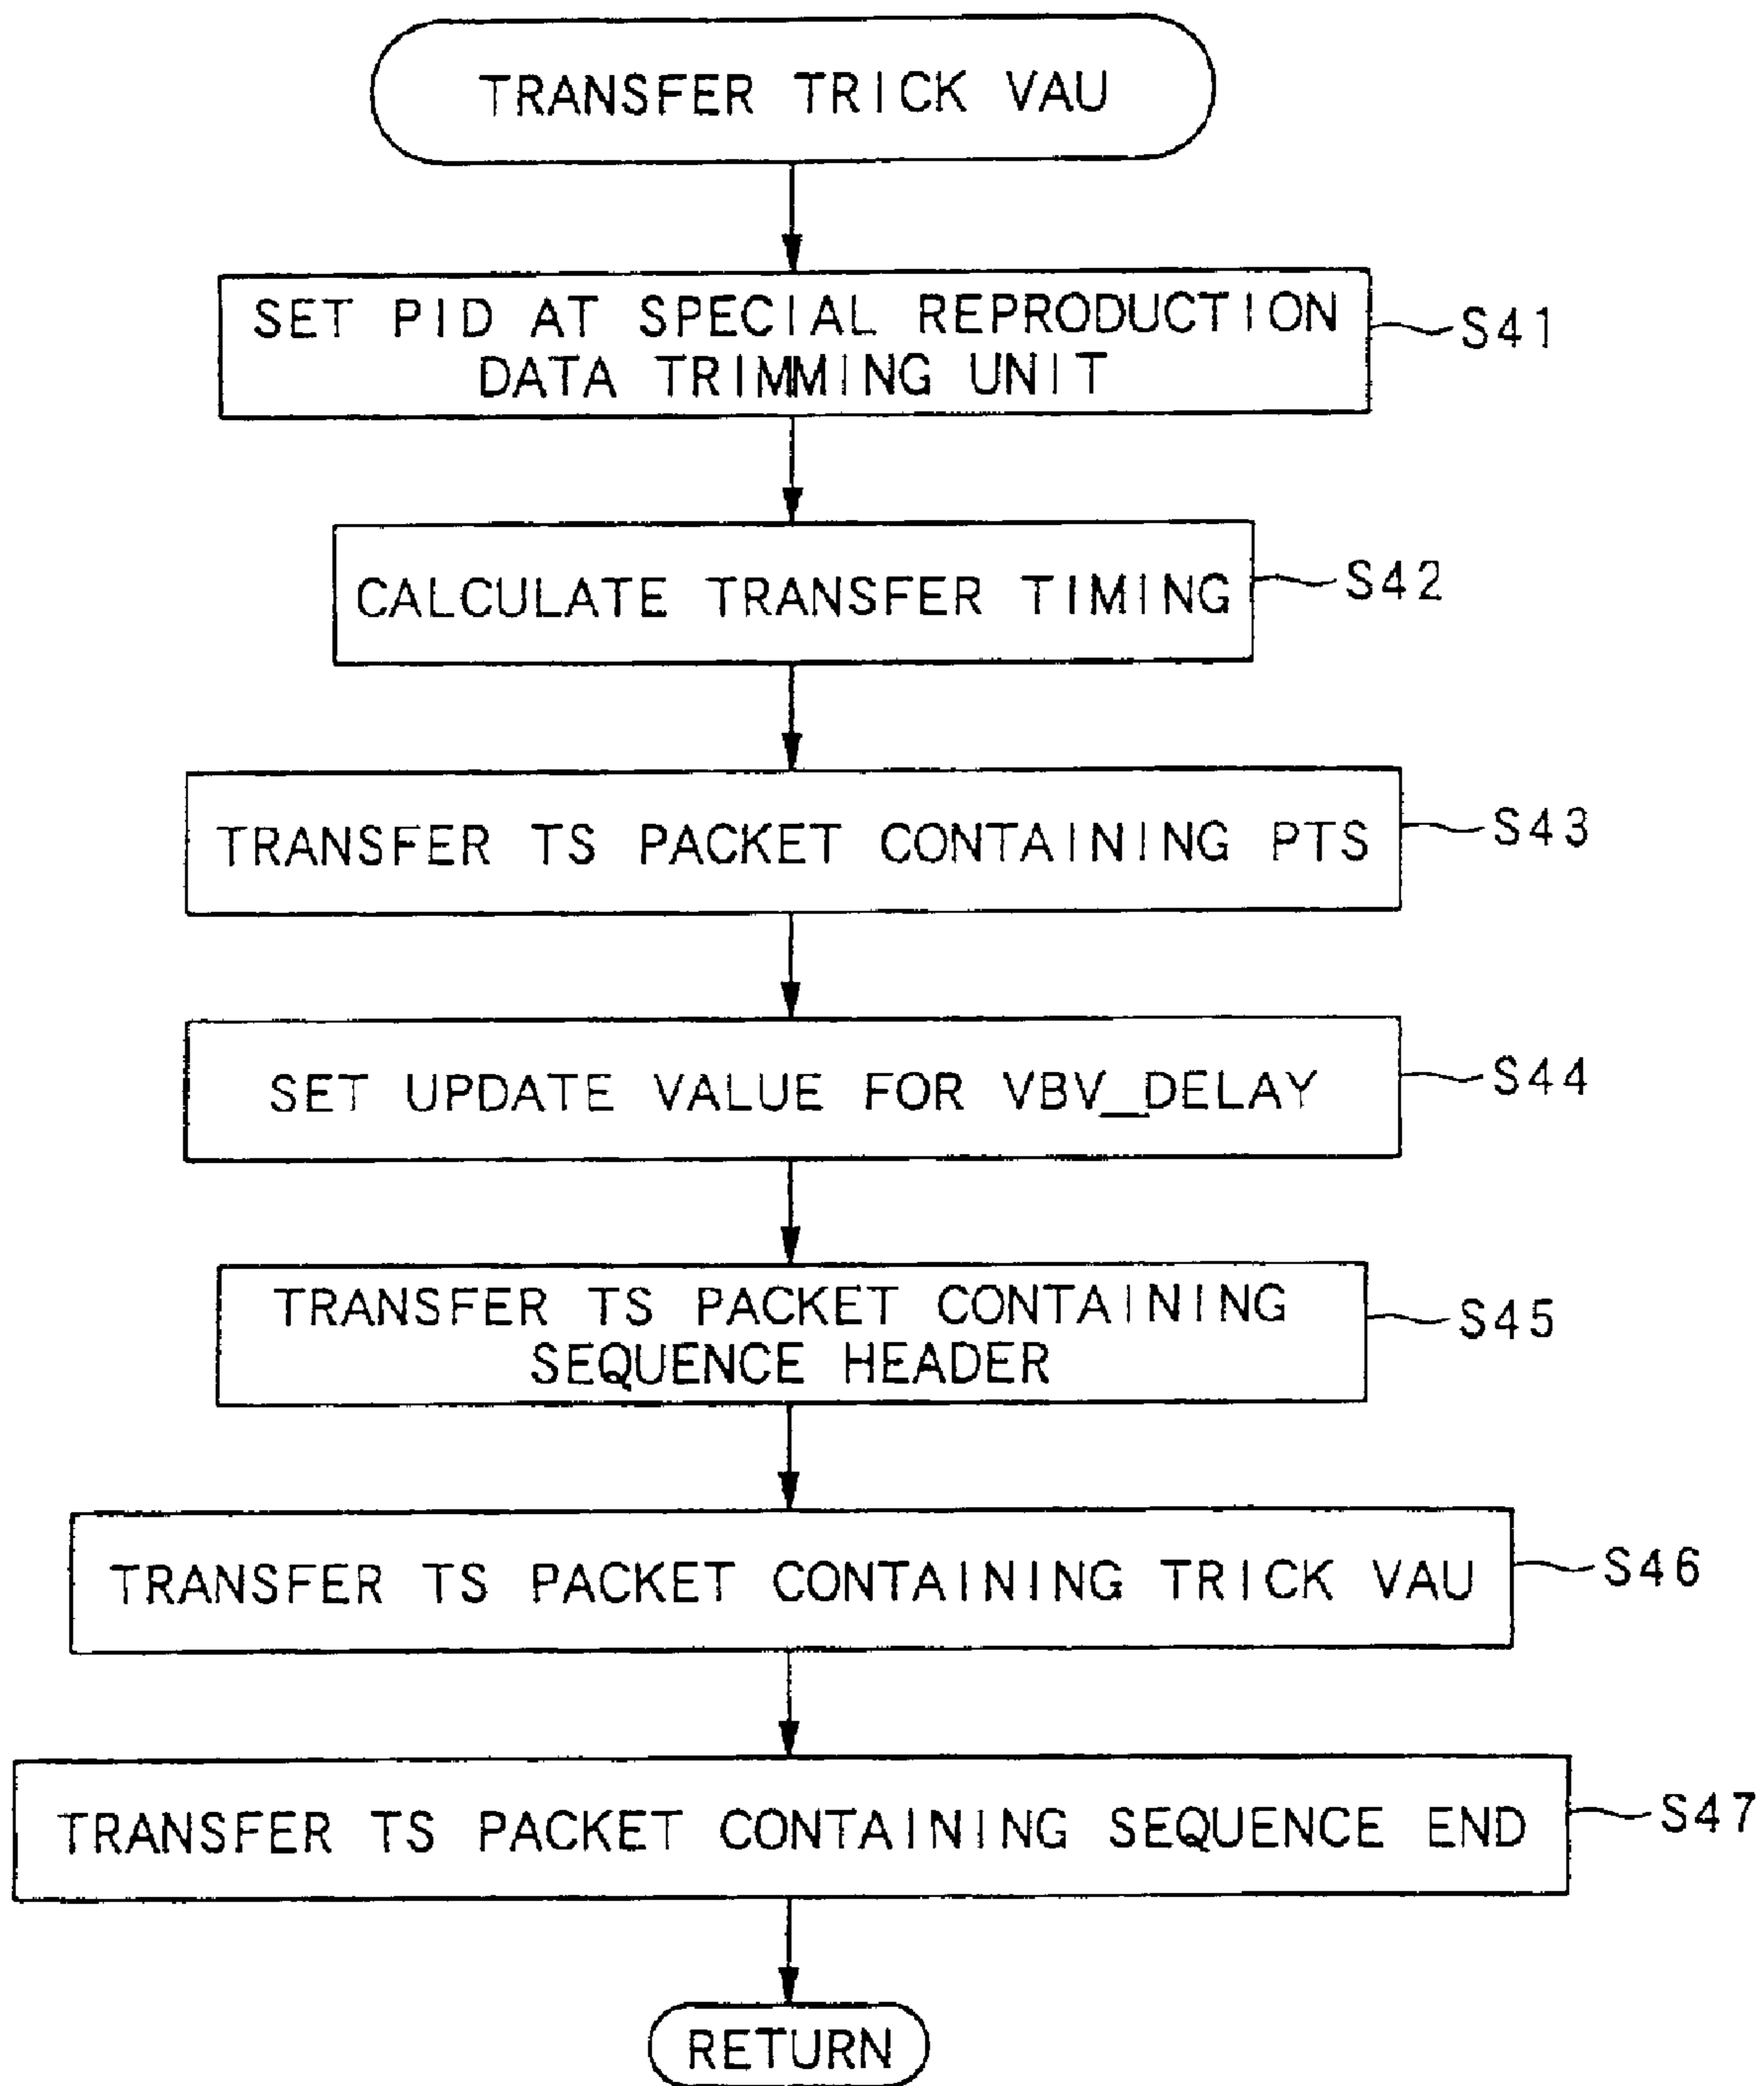 TRANSFER TRICK VAU
SET PID AT SPECIAL REPRODUCTION
DATA TRIMMING UNIT
S41
CALCULATE TRANSFER TIMING
S42
TRANSFER TS PACKET CONTAINING PTS
S43
SET UPDATE VALUE FOR VBV_DELAY
S44
TRANSFER TS PACKET CONTAINING
SEQUENCE HEADER
S45
TRANSFER TS PACKET CONTAINING TRICK VAU
S46
TRANSFER TS PACKET CONTAINING SEQUENCE END
S47
RETURN